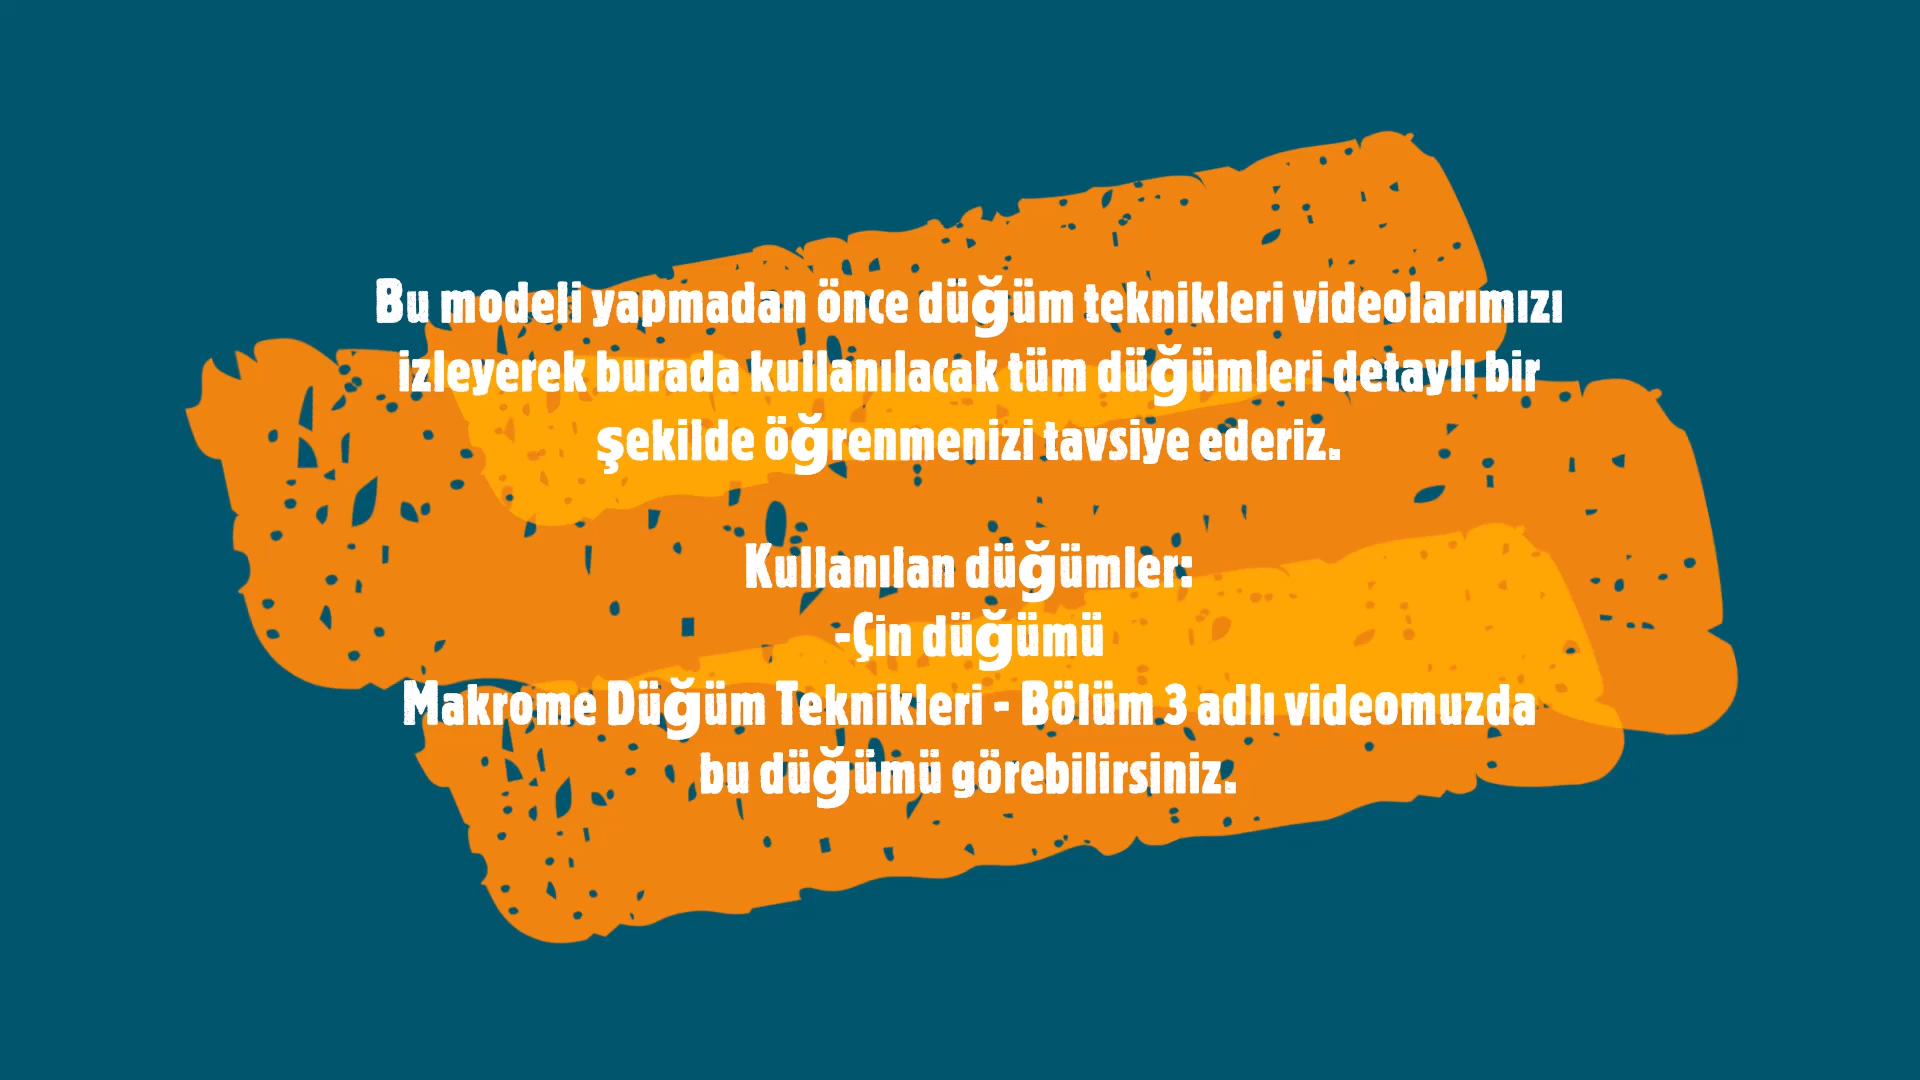 Bu modeli yapmadan önce düğüm teknikleri videolarımızı
izleyerek burada kullanılacak tüm düğümleri detaylı bir
şekilde öğrenmenizi tavsiye ederiz.
Kullanılan düğümler:
-Çin düğümü
Makrome Düğüm Teknikleri - Bölüm 3 adlı videomuzda
bu düğümü görebilirsiniz.